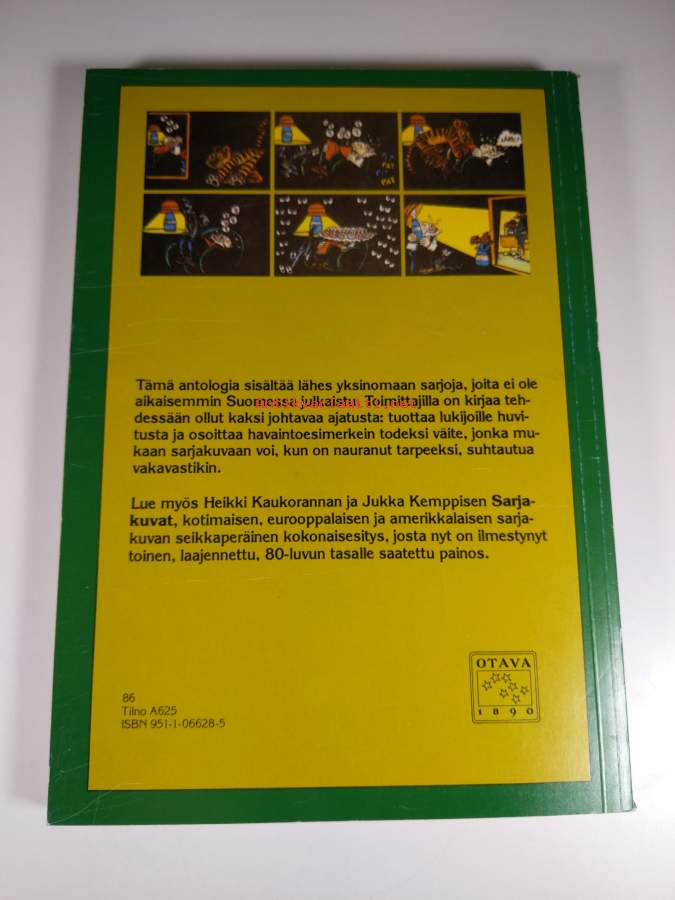 PXT
PXT
Tämä antologia sisältää lähes yksinomaan sarjoja, joita ei ole
aikaisemmin Suomessa julkaistu. Toimittajilla on kirjaa teh-
dessään ollut kaksi johtavaa ajatusta: tuottaa lukijoille huvi-
tusta ja osoittaa havaintoesimerkein todeksi väite, jonka mu-
kaan sarjakuvaan voi, kun on nauranut tarpeeksi, suhtautua
vakavastikin.
Lue myös Heikki Kaukorannan ja Jukka Kemppisen Sarja-
kuvat, kotimaisen, eurooppalaisen ja amerikkalaisen sarja-
kuvan seikkaperäinen kokonaisesitys, josta nyt on ilmestynyt
toinen, laajennettu, 80-luvun tasalle saatettu painos.
OTAVA
1890
86
Tilno A625
ISBN 951-1-06628-5